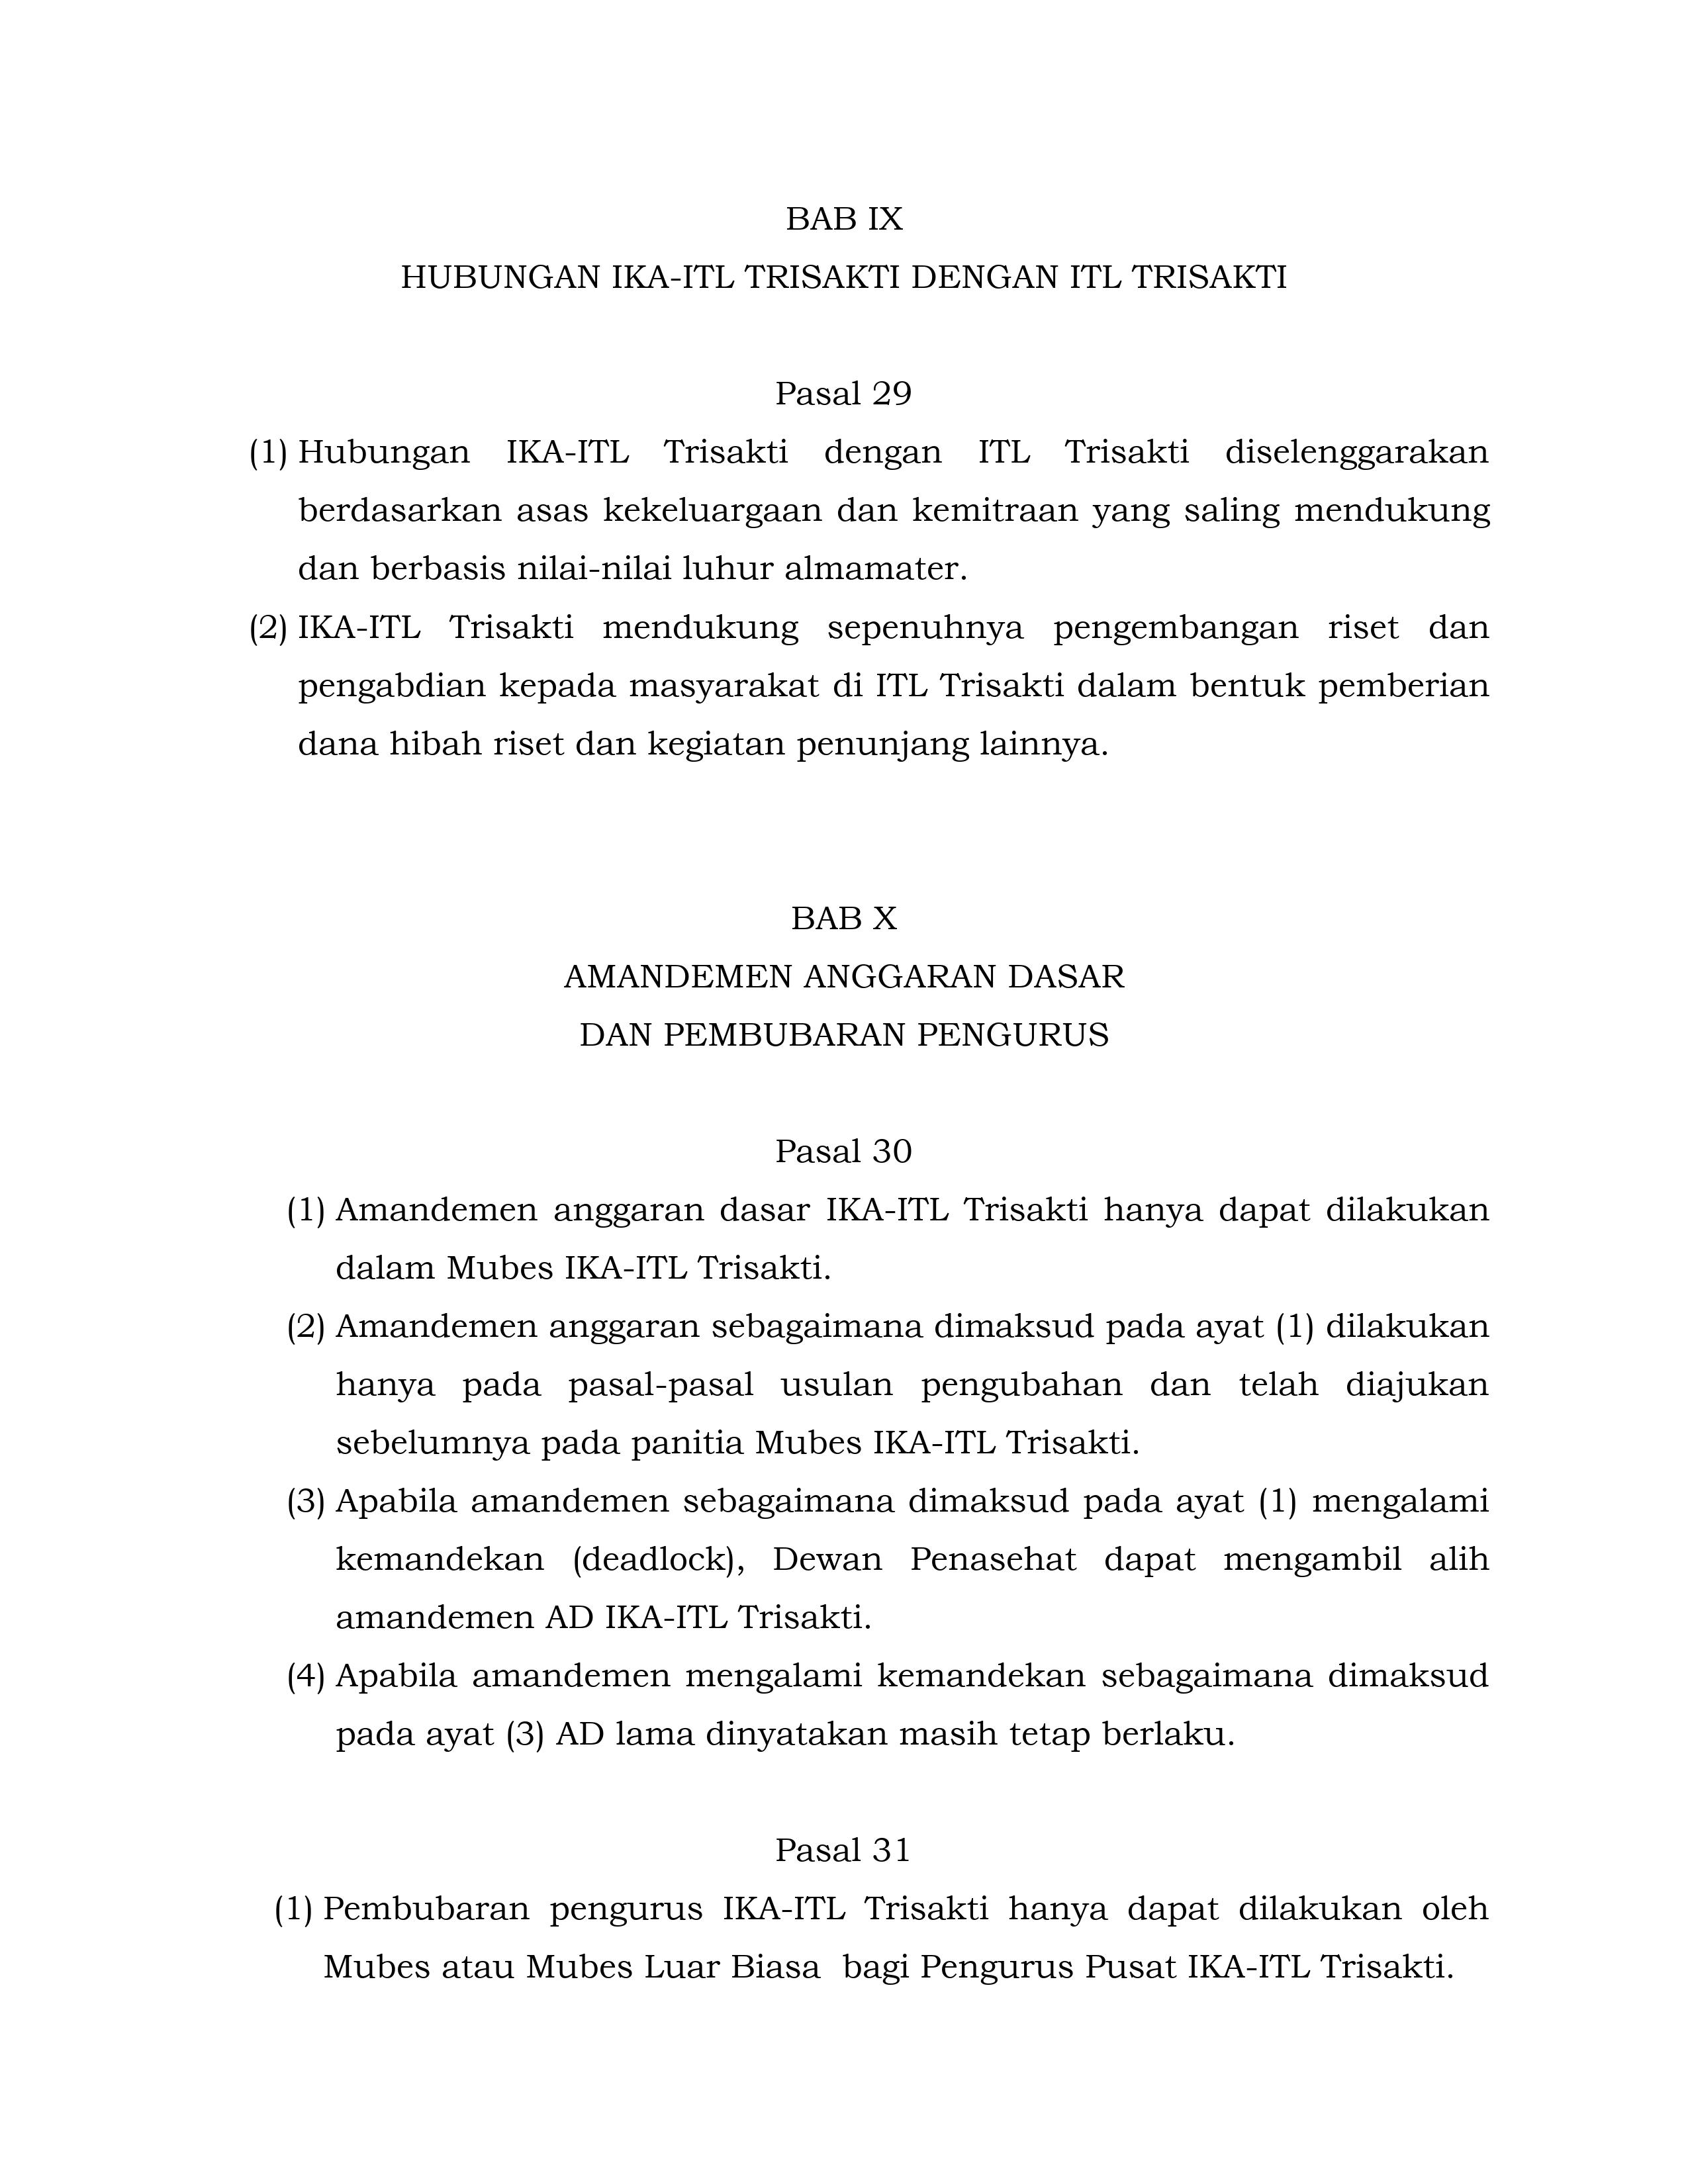 BAB IX
HUBUNGAN IKA-ITL TRISAKTI DENGAN ITL TRISAKTI
Pasal 29
(1) Hubungan IKA-ITL Trisakti dengan ITL Trisakti diselenggarakan
berdasarkan asas kekeluargaan dan kemitraan yang saling mendukung
dan berbasis nilai-nilai luhur almamater.
(2) IKA-ITL Trisakti mendukung sepenuhnya pengembangan riset dan
pengabdian kepada masyarakat di ITL Trisakti dalam bentuk pemberian
dana hibah riset dan kegiatan penunjang lainnya.
BAB X
AMANDEMEN ANGGARAN DASAR
DAN PEMBUBARAN PENGURUS
Pasal 30
(1) Amandemen anggaran dasar IKA-ITL Trisakti hanya dapat dilakukan
dalam Mubes IKA-ITL Trisakti.
(2) Amandemen anggaran sebagaimana dimaksud pada ayat (1) dilakukan
hanya pada pasal-pasal usulan pengubahan dan telah diajukan
sebelumnya pada panitia Mubes IKA-ITL Trisakti.
(3) Apabila amandemen sebagaimana dimaksud pada ayat (1) mengalami
kemandekan (deadlock), Dewan Penasehat dapat mengambil alih
amandemen AD IKA-ITL Trisakti.
(4) Apabila amandemen mengalami kemandekan sebagaimana dimaksud
pada ayat (3) AD lama dinyatakan masih tetap berlaku.
Pasal 31
(1) Pembubaran pengurus IKA-ITL Trisakti hanya dapat dilakukan oleh
Mubes atau Mubes Luar Biasa  bagi Pengurus Pusat IKA-ITL Trisakti.